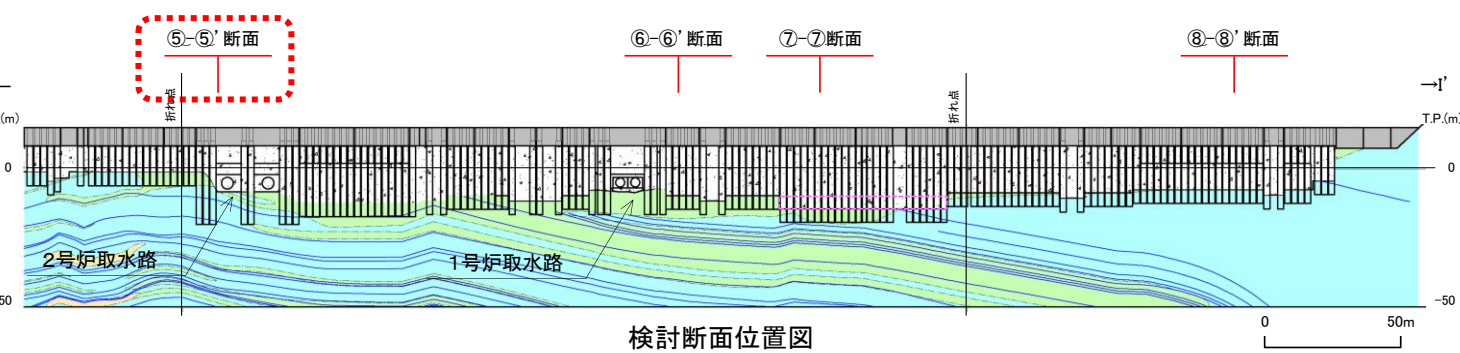 ⑤-⑤’断面
⑥-⑥’断面
⑦-⑦断面
⑧-⑧’断面
→I’
折れ点
折れ点
(m)
T.P.(m)
0
0
2号炉取水路
1号炉取水路
50
-50
検討断面位置図
0
50m